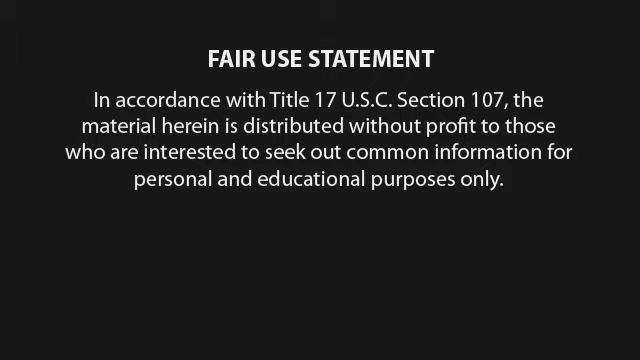 FAIR USE STATEMENT
In accordance with Title 17 U.S.C. Section 107, the
material herein is distributed without profit to those
who are interested to seek out common information for
personal and educational purposes only.